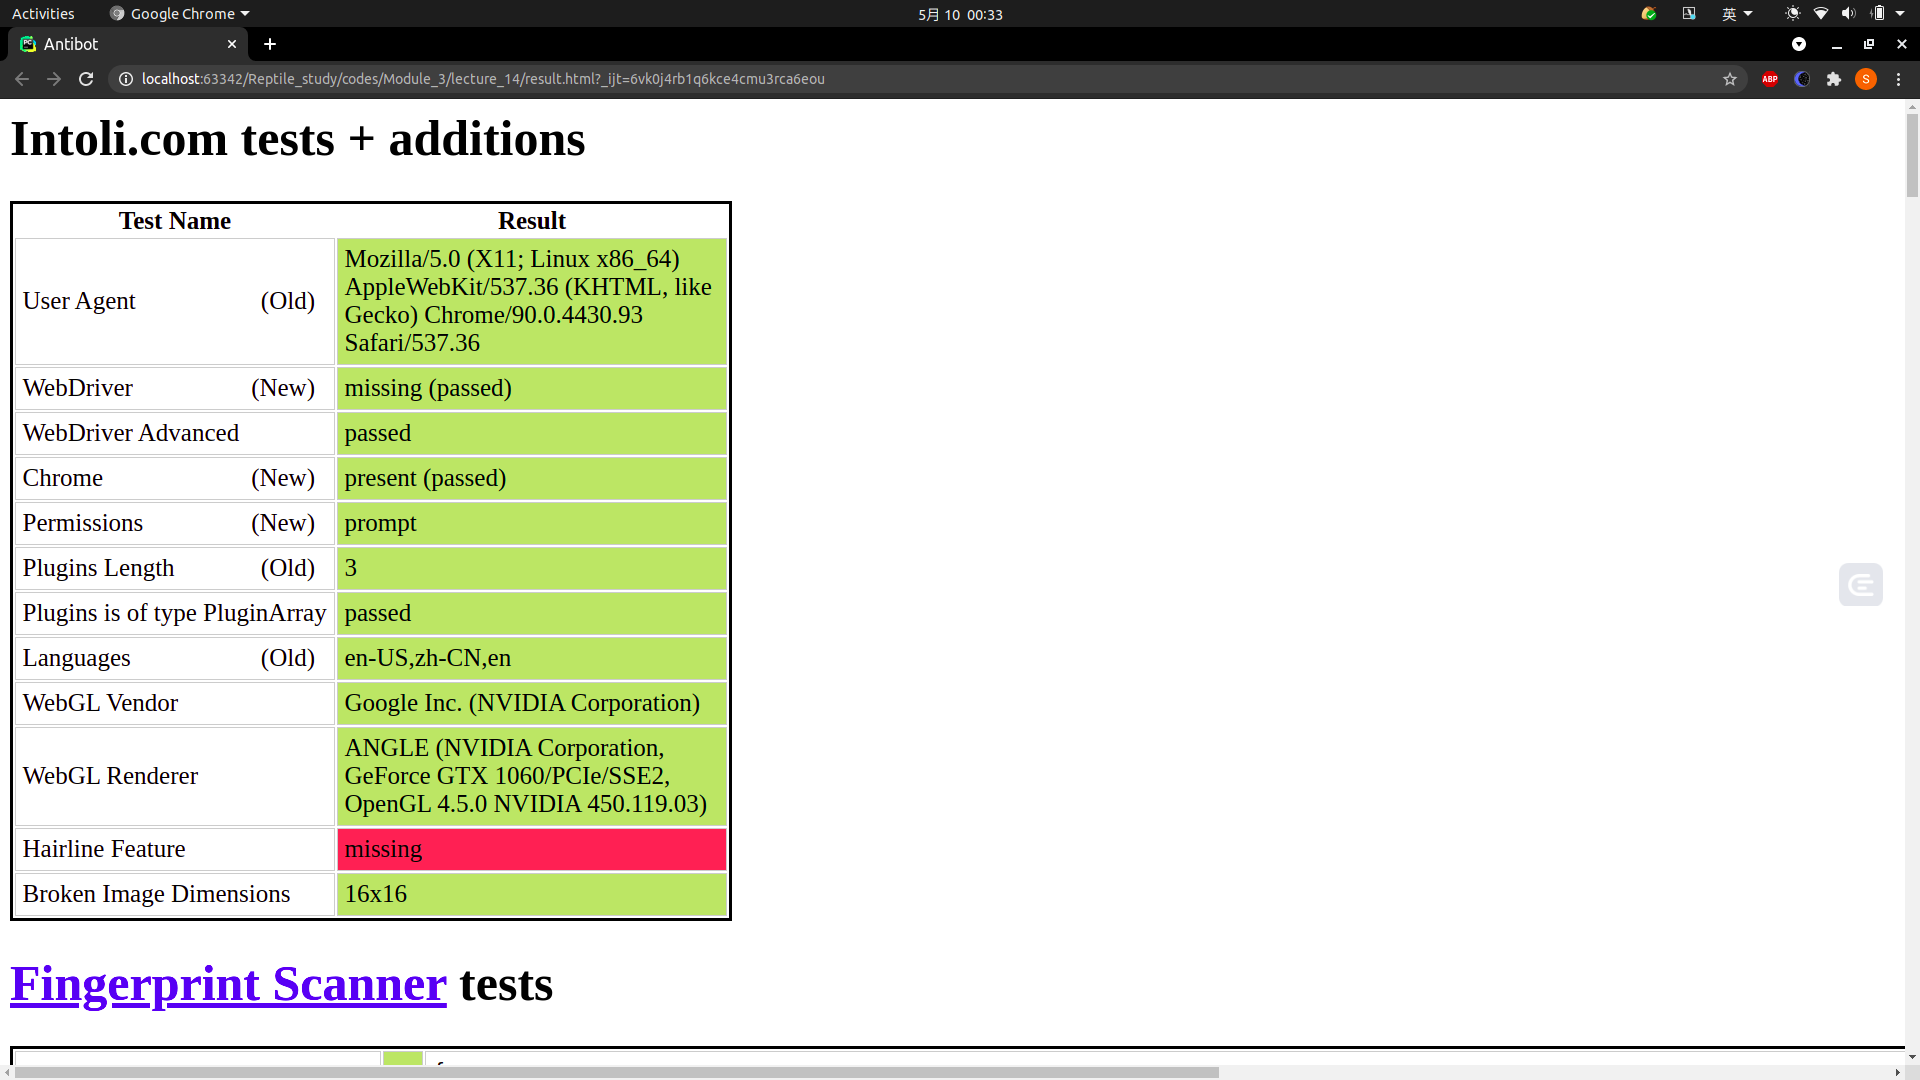 Activities
Google Chrome
5月 10 00:33
英
Antibot
localhost:63342/Reptile_study/codes/Module_3/lecture_14/result.html?_ijt=6vk0j4rb1q6kce4cmu3rca6eou
ABP
S
Intoli.com tests + additions
Test Name Result
User Agent (Old)
Mozilla/5.0 (X11; Linux x86_64)
AppleWebKit/537.36 (KHTML, like
Gecko) Chrome/90.0.4430.93
Safari/537.36
WebDriver (New) missing (passed)
WebDriver Advanced passed
Chrome (New) present (passed)
Permissions (New) prompt
Plugins Length (Old) 3
Plugins is of type PluginArray passed
Languages (Old) en-US,zh-CN,en
WebGL Vendor Google Inc. (NVIDIA Corporation)
WebGL Renderer
ANGLE (NVIDIA Corporation,
GeForce GTX 1060/PCIe/SSE2,
OpenGL 4.5.0 NVIDIA 450.119.03)
Hairline Feature missing
Broken Image Dimensions 16x16
Fingerprint Scanner tests